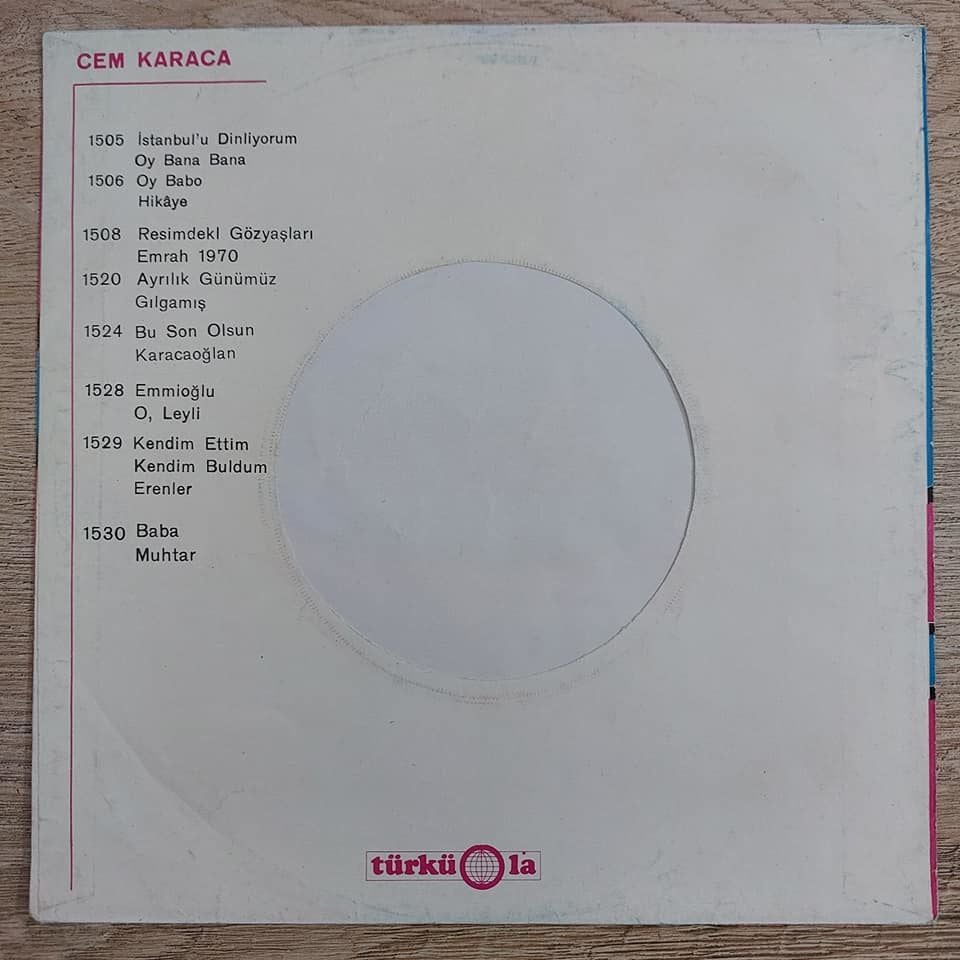 CEM KARACA
1505 İstanbul'u Dinliyorum
Oy Bana Bana
1506 Oy Babo
Hikâye
1508 Resimdekl Gözyaşları
Emrah 1970
1520 Ayrılık Günümüz
Gılgamış
1524 Bu Son Olsun
Karacaoğlan
1528 Emmioğlu
O, Leyli
1529 Kendim Ettim
Kendim Buldum
Erenler
1530 Baba
Muhtar
türküola